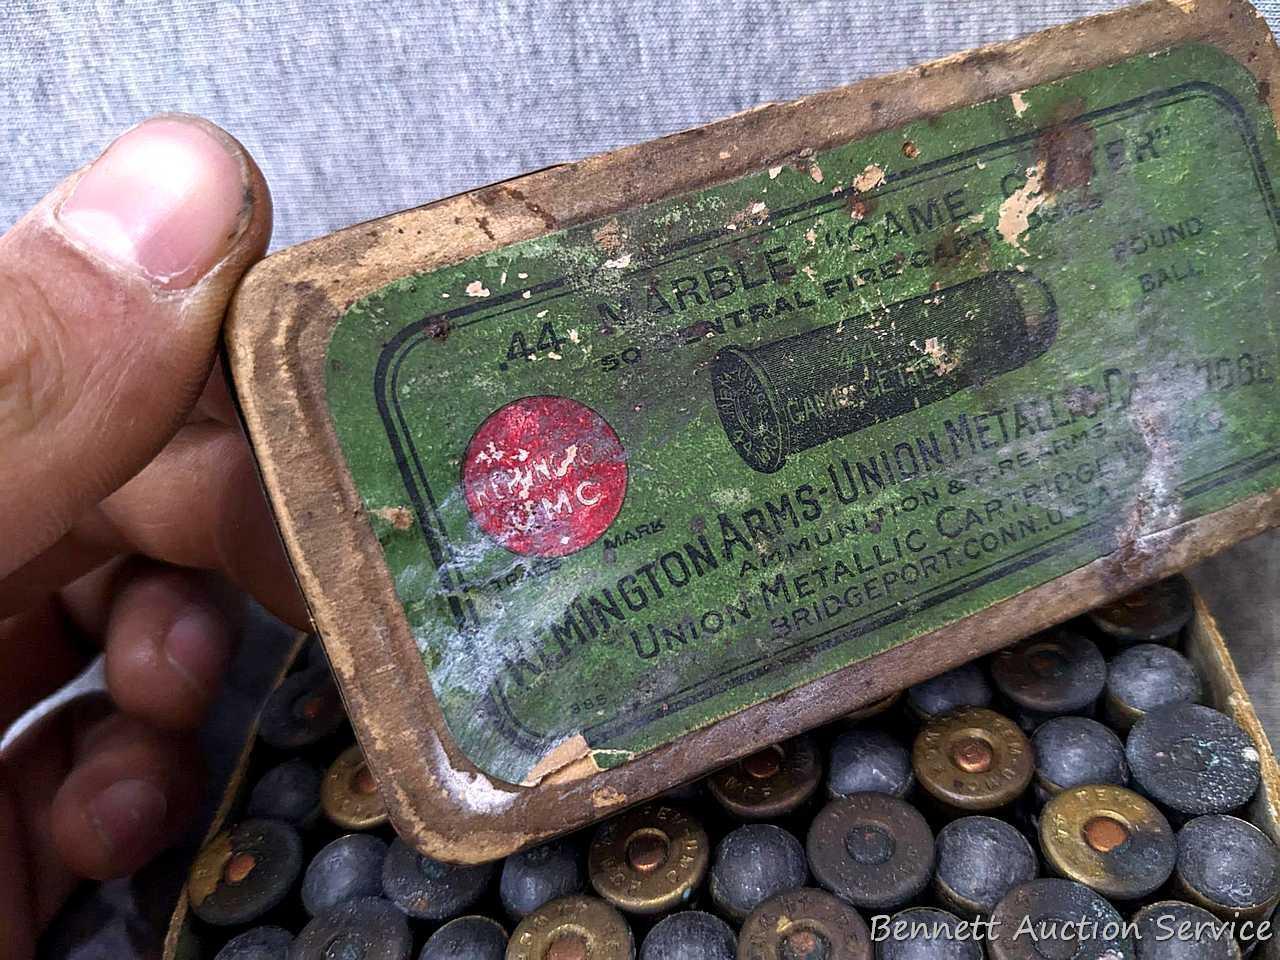 .44 MARBLE "GAME GETTER"
50 CENTRAL FIRE CARTRIDGES
ROUND
BALL
44
GAME GETTER
REMINGTON
UMC
TRADE MARK
REMINGTON ARMS-UNION METALLIC CARTRIDGE
AMMUNITION & FIREARMS
UNION METALLIC CARTRIDGE WORKS
BRIDGEPORT, CONN. U.S.A.
Bennett Auction Service